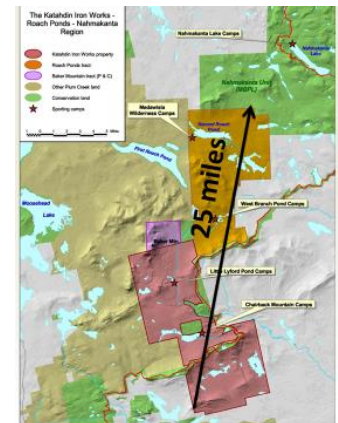 The Katahdin Iron Works -
Roach Ponds - Nahmakanta
Region
Katahdin Iron Works property
Roach Ponds tract
Baker Mountain tract (P & C)
Other Plum Creek land
Conservation land
Sporting camps
Miles
Nahmakanta Lake Camps
Nahmakanta
Lake
Nahmakanta Unit
Medawisla
Wilderness Camps
Second Roach
Pond
First Roach Pond
25 miles
Moosehead
Lake
West Branch Pond Camps
Baker Mtn.
Little Lyford Pond Camps
Chairback Mountain Camps